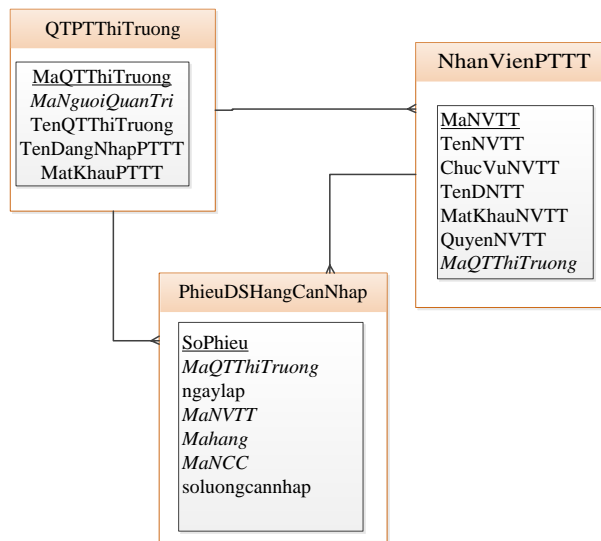 QTPTThiTruong
MaQTThiTruong
MaNguoiQuanTri
TenQTThiTruong
TenDangNhapPTTT
MatKhauPTTT
NhanVienPTTT
MaNVTT
TenNVTT
ChucVuNVTT
TenDNTT
MatKhauNVTT
QuyenNVTT
MaQTThiTruong
PhieuDSHangCanNhap
SoPhieu
MaQTThiTruong
ngaylap
MaNVTT
Mahang
MaNCC
soluongcannhap